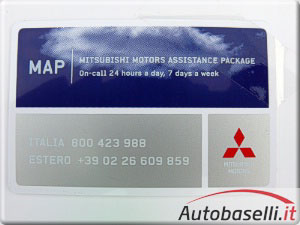 MAP
MITSUBISHI MOTORS ASSISTANCE PACKAGE
On-call 24 hours a day, 7 days a week
ITALIA 800 423 988
ESTERO +39 02 26 609 859
MITSUBISHI
MOTORS
Autobaselli.it